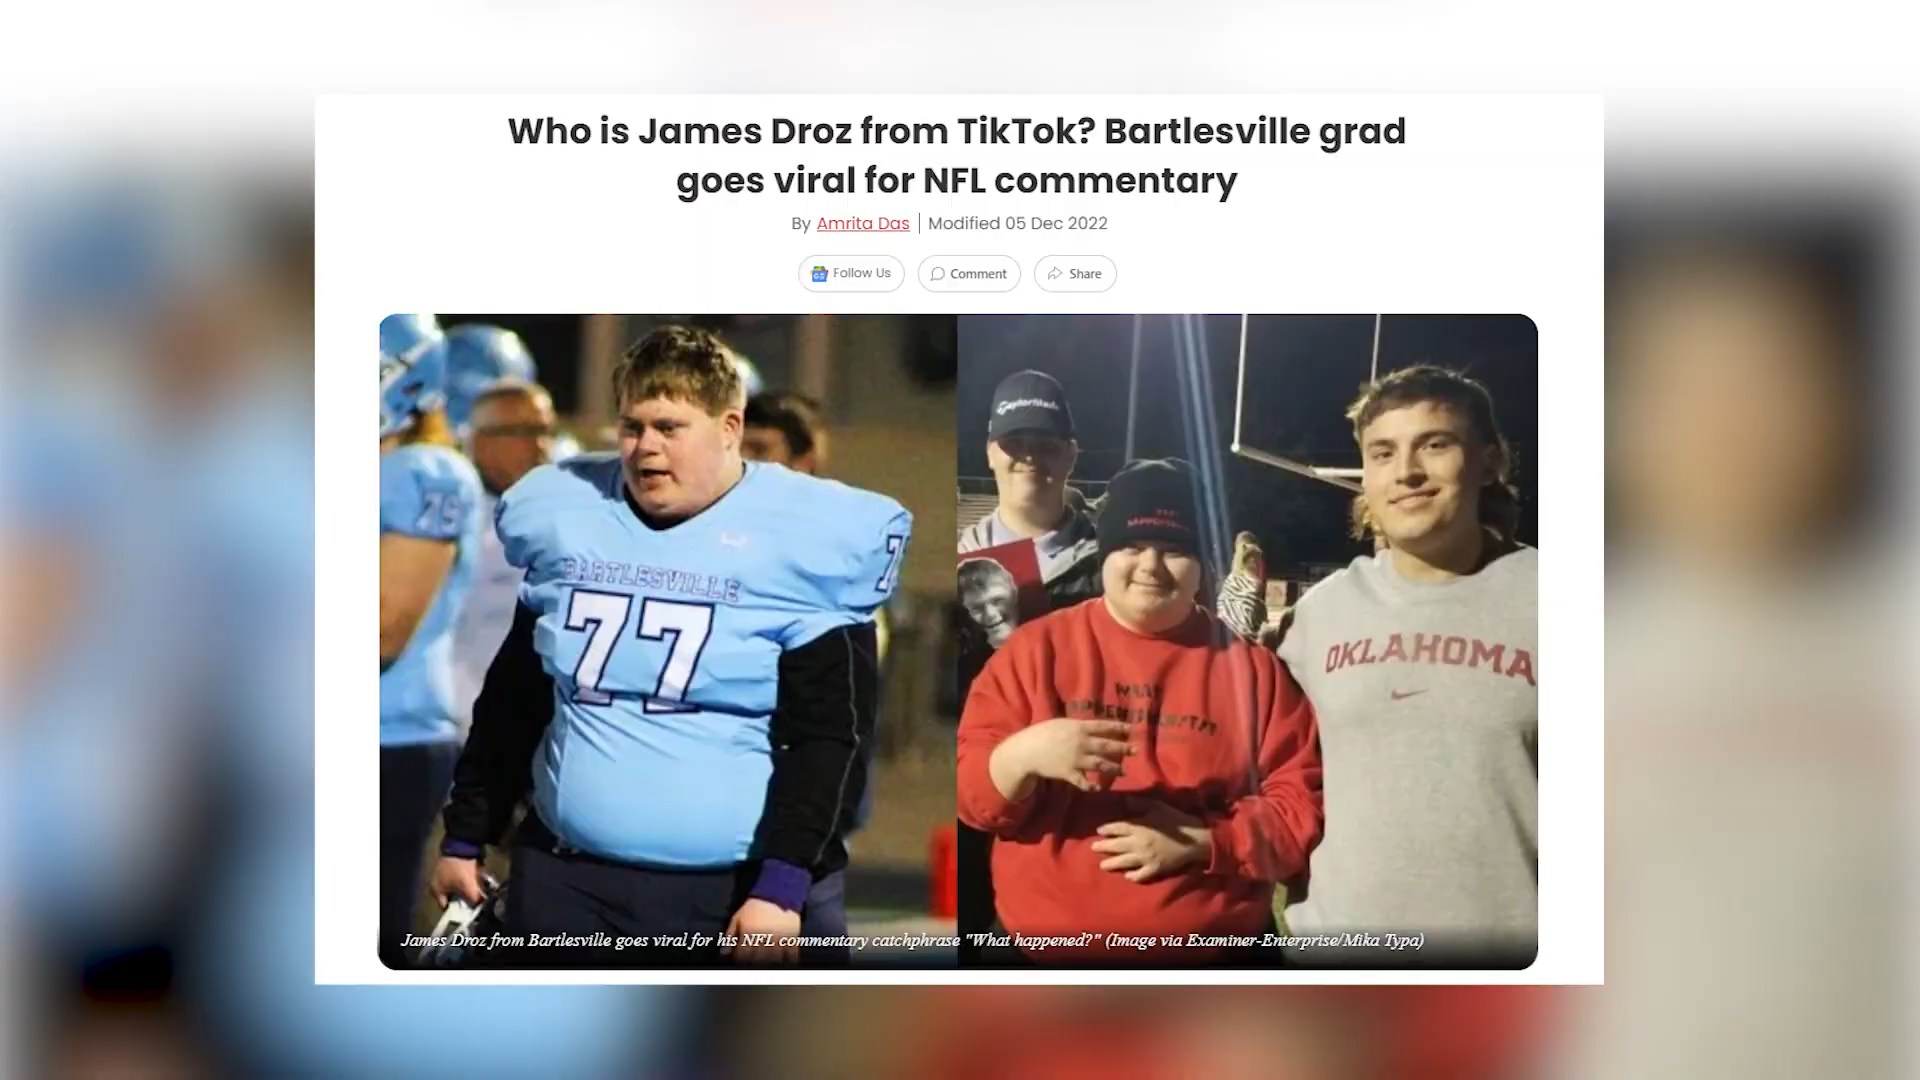 Who is James Droz from TikTok? Bartlesville grad
goes viral for NFL commentary
By Amrita Das | Modified 05 Dec 2022
Follow Us
Comment
Share
TaylorMade
75
BARTLESVILLE
77
OKLAHOMA
James Droz from Bartlesville goes viral for his NFL commentary catchphrase "What happened?" (Image via Examiner-Enterprise/Mika Typa)